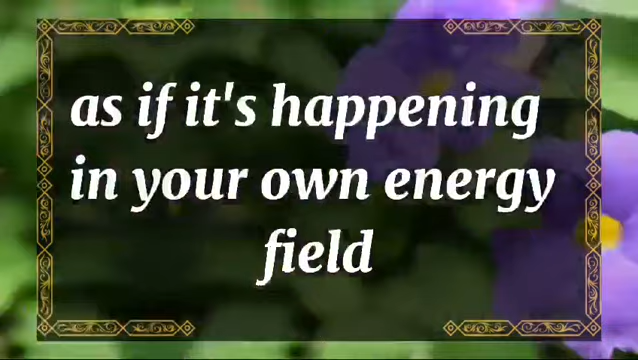 as if it's happening
in your own energy
field